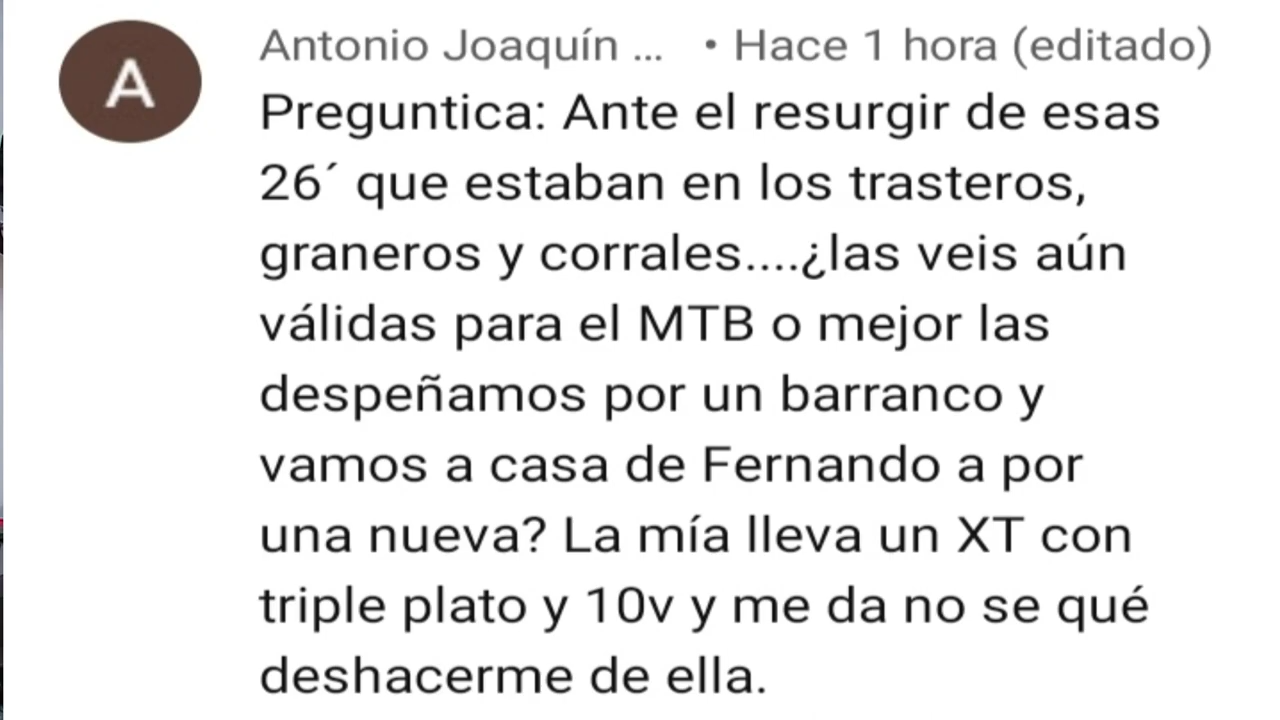 A
Antonio Joaquín ... • Hace 1 hora (editado)
Preguntica: Ante el resurgir de esas
26´ que estaban en los trasteros,
graneros y corrales....¿las veis aún
válidas para el MTB o mejor las
despeñamos por un barranco y
vamos a casa de Fernando a por
una nueva? La mía lleva un XT con
triple plato y 10v y me da no se qué
deshacerme de ella.